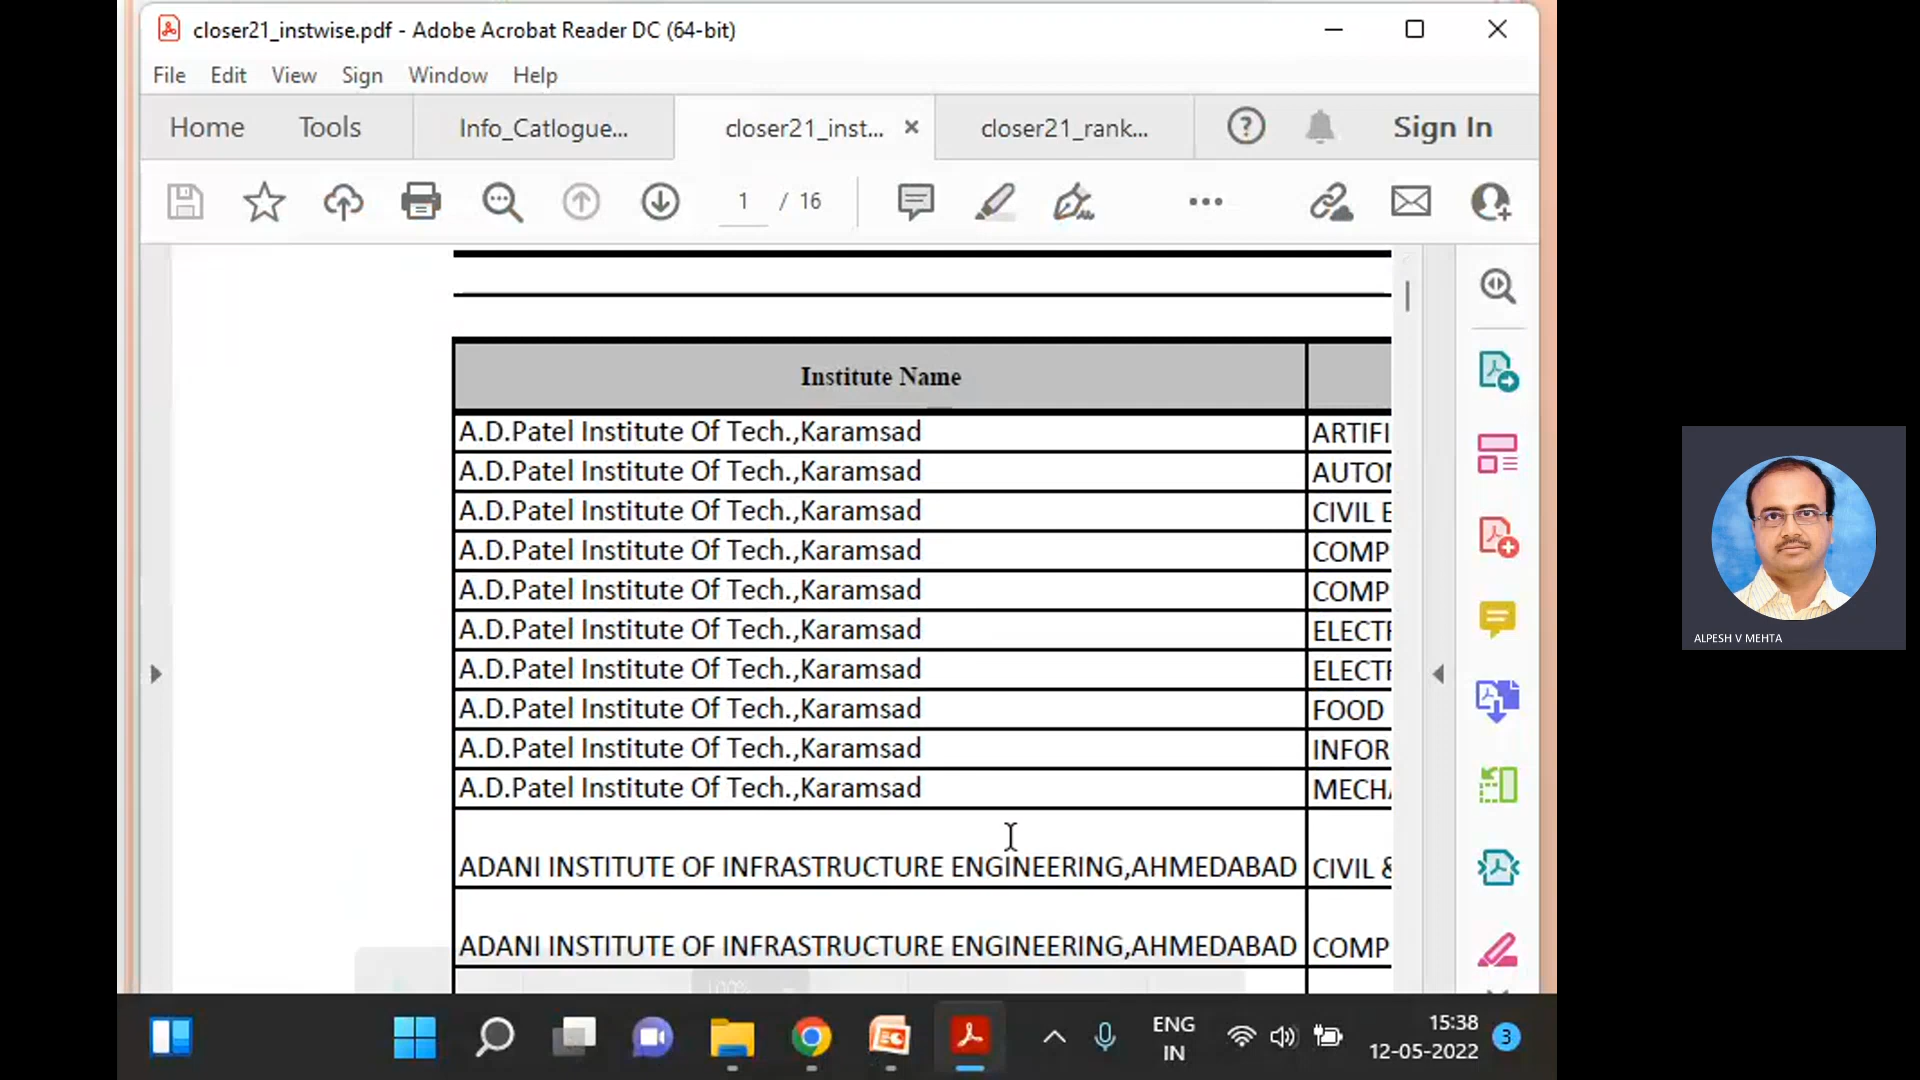 closer21_instwise.pdf - Adobe Acrobat Reader DC (64-bit)
File Edit View Sign Window Help
Home Tools Info_Catlogue... closer21_inst... closer21_rank... Sign In
1 / 16
Institute Name
A.D.Patel Institute Of Tech.,Karamsad ARTIFI
A.D.Patel Institute Of Tech.,Karamsad AUTOM
A.D.Patel Institute Of Tech.,Karamsad CIVIL E
A.D.Patel Institute Of Tech.,Karamsad COMP
A.D.Patel Institute Of Tech.,Karamsad COMP
A.D.Patel Institute Of Tech.,Karamsad ELECTR
A.D.Patel Institute Of Tech.,Karamsad ELECTR
A.D.Patel Institute Of Tech.,Karamsad FOOD
A.D.Patel Institute Of Tech.,Karamsad INFOR
A.D.Patel Institute Of Tech.,Karamsad MECHA
ADANI INSTITUTE OF INFRASTRUCTURE ENGINEERING,AHMEDABAD CIVIL &
ADANI INSTITUTE OF INFRASTRUCTURE ENGINEERING,AHMEDABAD COMP
100%
ALPESH V MEHTA
ENG
IN
15:38
12-05-2022
3